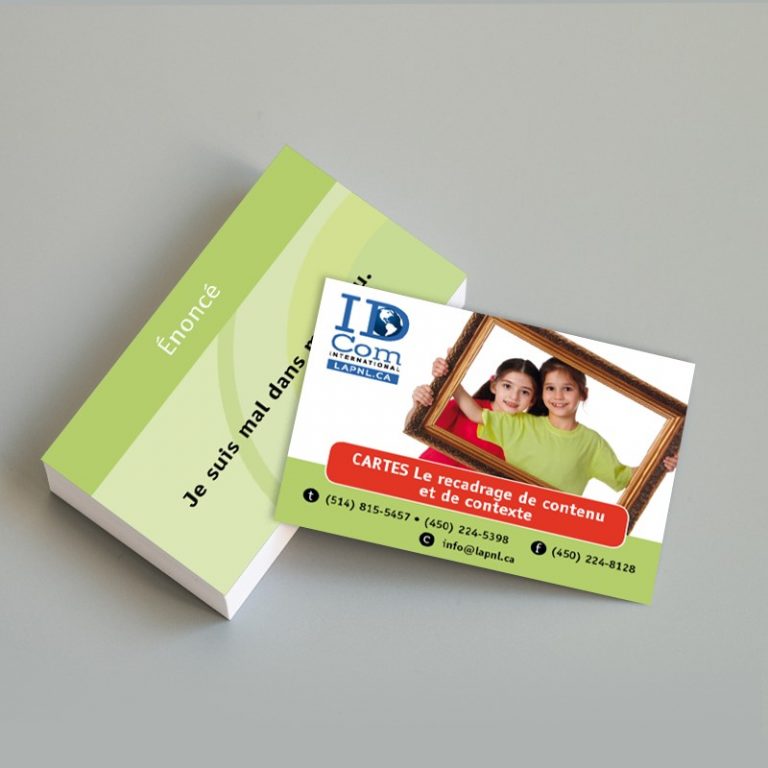 Énoncé
Je suis mal dans
ID
Com
INTERNATIONAL
LAPNL.CA
CARTES Le recadrage de contenu
et de contexte
t (514) 815-5457 • (450) 224-5398
c info@lapnl.ca
f (450) 224-8128